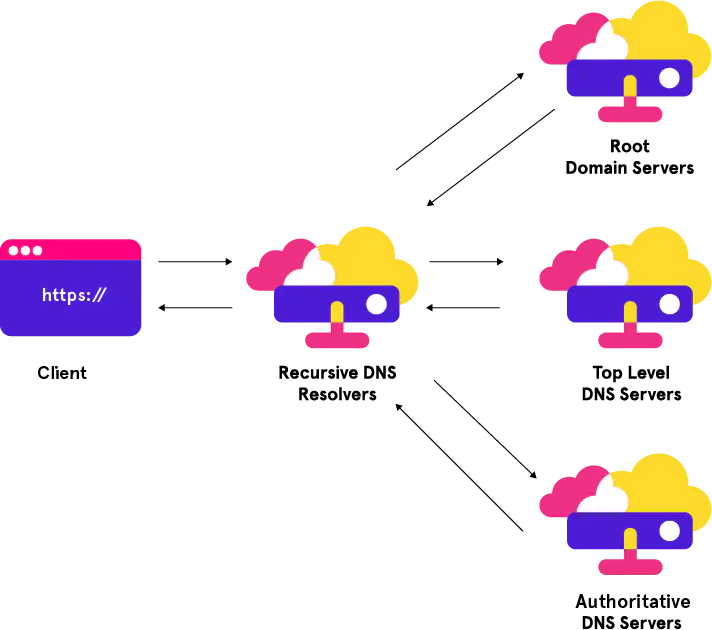 Root
Domain Servers
https://
Client
Recursive DNS
Resolvers
Top Level
DNS Servers
Authoritative
DNS Servers